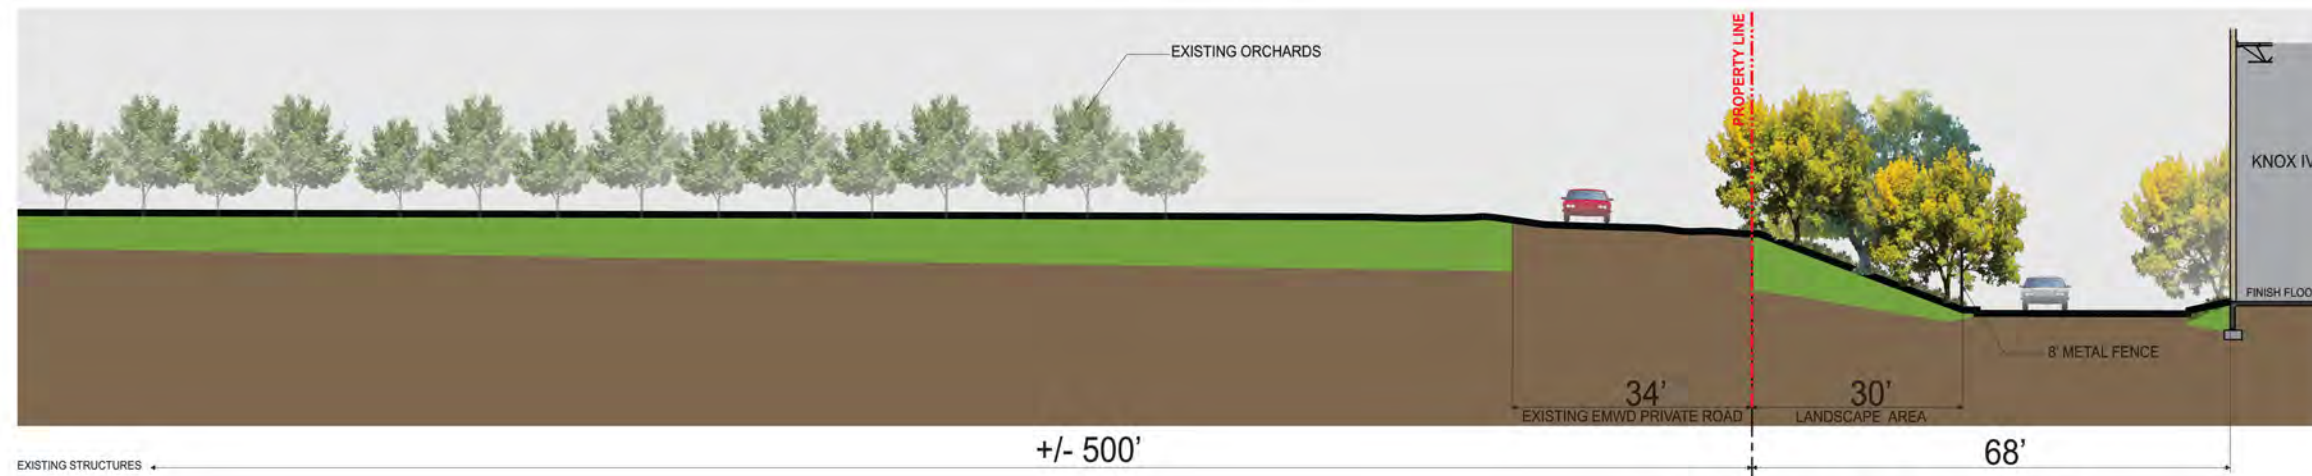 PROPERTY LINE
EXISTING ORCHARDS
KNOX IV
FINISH FLOO
8' METAL FENCE
34'
30'
EXISTING EMWD PRIVATE ROAD
LANDSCAPE AREA
+/- 500'
68'
EXISTING STRUCTURES